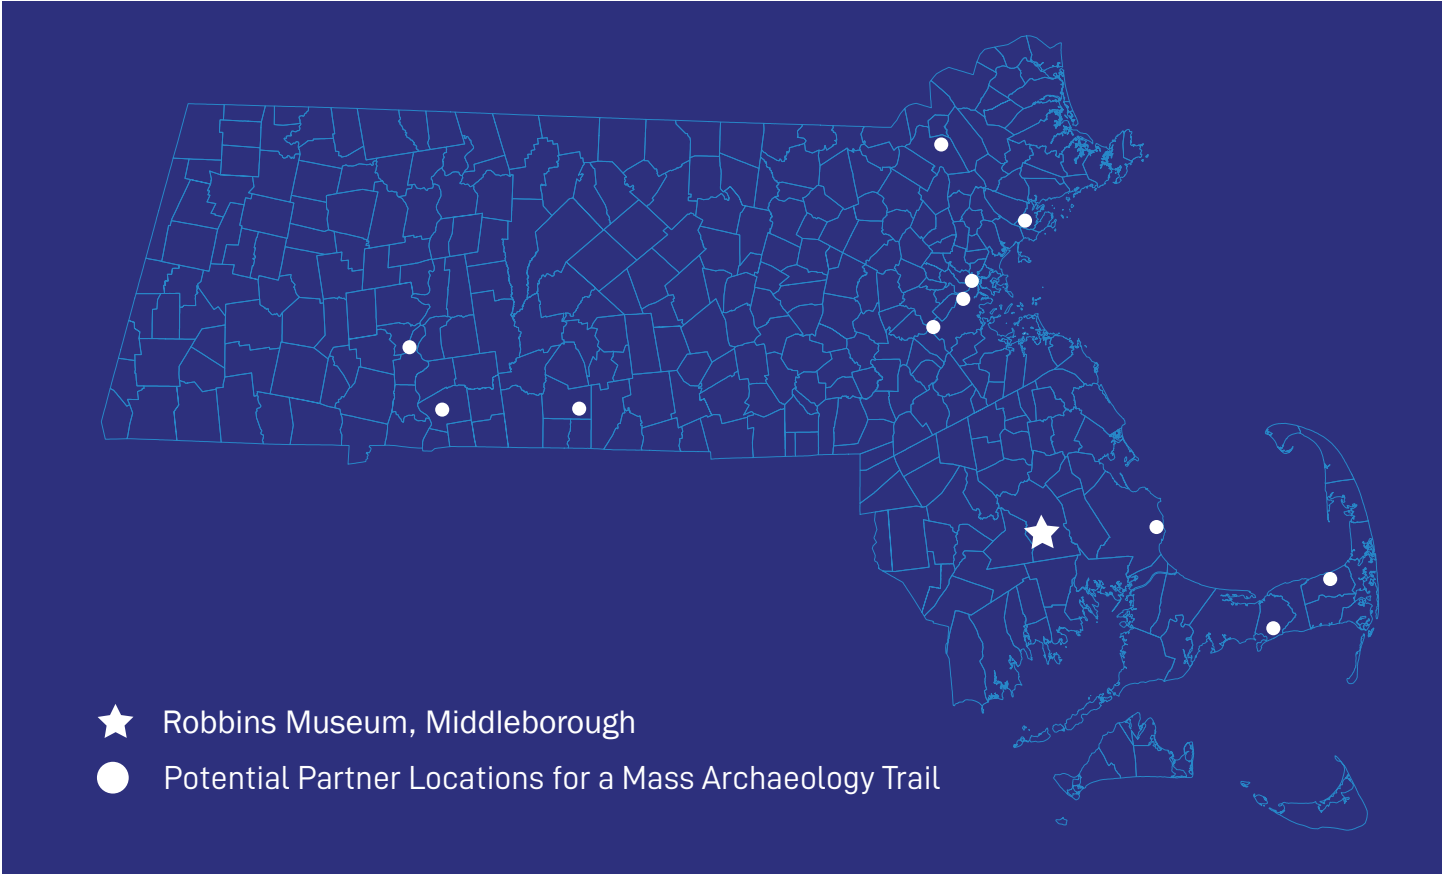 Robbins Museum, Middleborough
Potential Partner Locations for a Mass Archaeology Trail